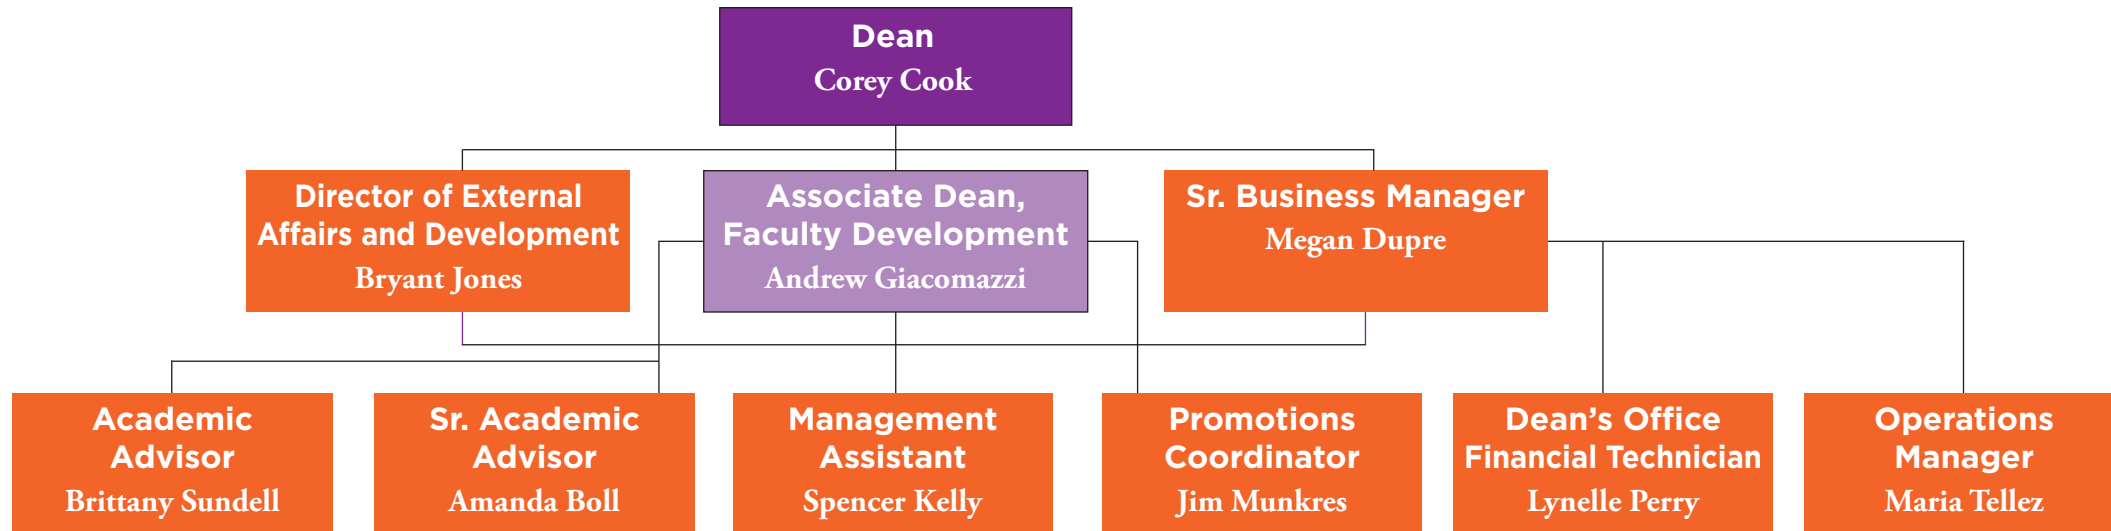 Dean
Corey Cook
Director of External
Affairs and Development
Bryant Jones
Associate Dean,
Faculty Development
Andrew Giacomazzi
Sr. Business Manager
Megan Dupre
Academic
Advisor
Brittany Sundell
Sr. Academic
Advisor
Amanda Boll
Management
Assistant
Spencer Kelly
Promotions
Coordinator
Jim Munkres
Dean’s Office
Financial Technician
Lynelle Perry
Operations
Manager
Maria Tellez